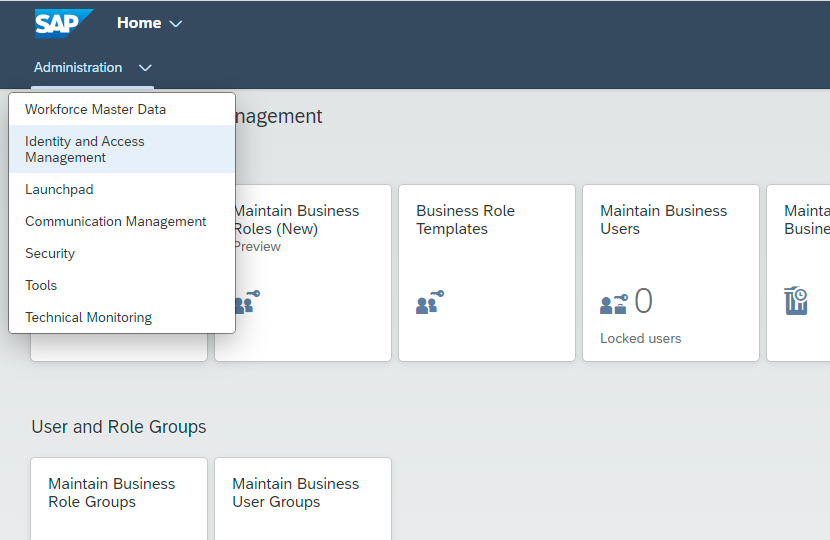 SAP
Home
Administration
Workforce Master Data
Identity and Access
Management
Launchpad
Communication Management
Security
Tools
Technical Monitoring
nagement
Maintain Business
Roles (New)
Preview
Business Role
Templates
Maintain Business
Users
0
Locked users
Mainta
Busine
User and Role Groups
Maintain Business
Role Groups
Maintain Business
User Groups